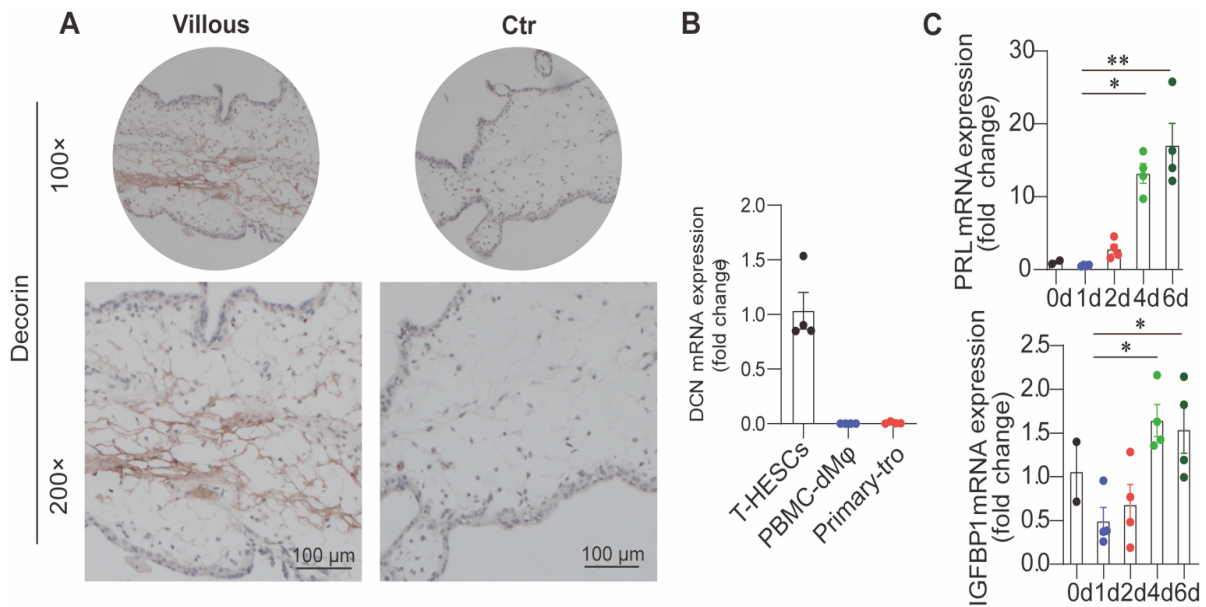 A
Villous
Ctr
Decorin
100×
200×
100 µm
100 µm
B
DCN mRNA expression
(fold change)
2.0
1.5
1.0
0.5
0.0
T-HESCs
PBMC-dMφ
Primary-tro
C
PRL mRNA expression
(fold change)
30
20
10
0
**
*
0d 1d 2d 4d 6d
IGFBP1 mRNA expression
(fold change)
2.5
2.0
1.5
1.0
0.5
0.0
*
*
0d 1d 2d 4d 6d